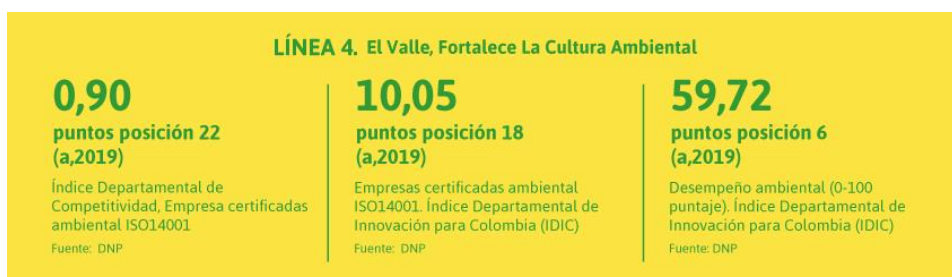 LÍNEA 4. El Valle, Fortalece La Cultura Ambiental
0,90
puntos posición 22
(a,2019)
Índice Departamental de
Competitividad, Empresa certificadas
ambiental ISO14001
Fuente: DNP
10,05
puntos posición 18
(a,2019)
Empresas certificadas ambiental
ISO14001. Índice Departamental de
Innovación para Colombia (IDIC)
Fuente: DNP
59,72
puntos posición 6
(a,2019)
Desempeño ambiental (0-100
puntaje). Índice Departamental de
Innovación para Colombia (IDIC)
Fuente: DNP